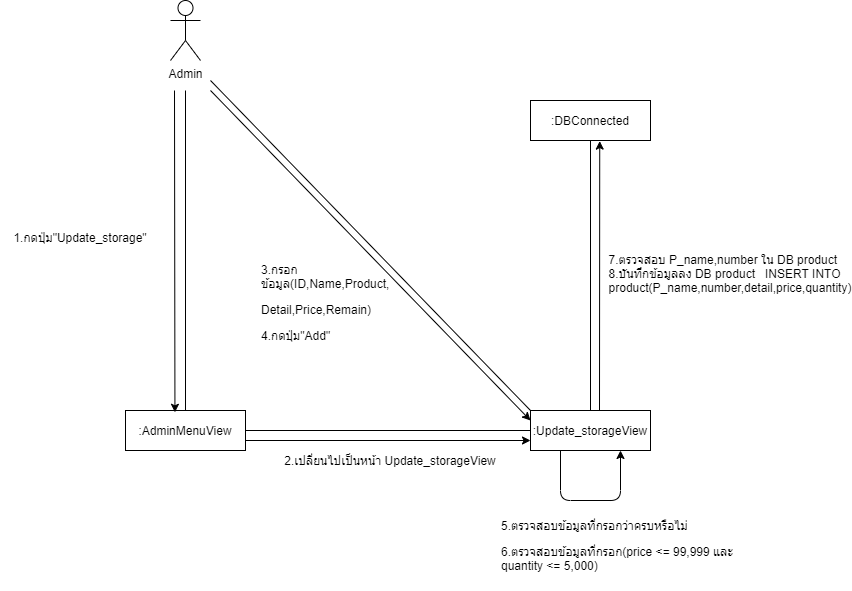 Admin
:DBConnected
1.กดปุ่ม"Update_storage"
3.กรอก
ข้อมูล(ID,Name,Product,
Detail,Price,Remain)
4.กดปุ่ม"Add"
7.ตรวจสอบ P_name,number ใน DB product
8.บันทึกข้อมูลลง DB product INSERT INTO
product(P_name,number,detail,price,quantity)
:AdminMenuView
:Update_storageView
2.เปลี่ยนไปเป็นหน้า Update_storageView
5.ตรวจสอบข้อมูลที่กรอกว่าครบหรือไม่
6.ตรวจสอบข้อมูลที่กรอก(price <= 99,999 และ
quantity <= 5,000)